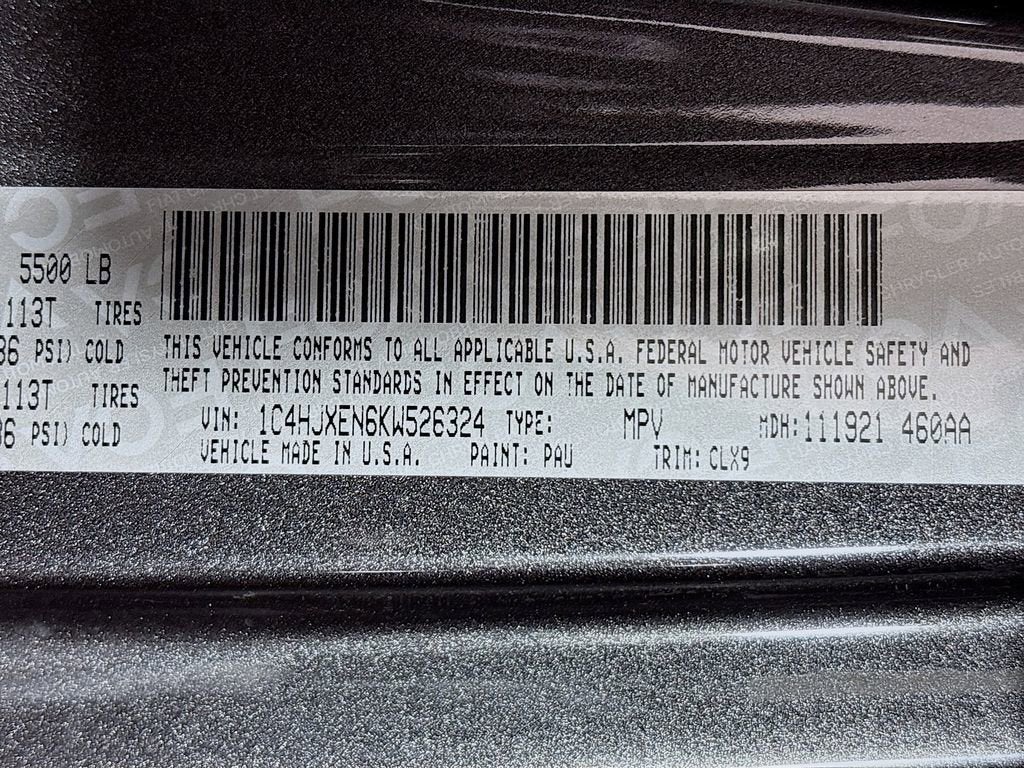 5500 LB
113T TIRES
36 PSI) COLD
113T TIRES
36 PSI) COLD
THIS VEHICLE CONFORMS TO ALL APPLICABLE U.S.A. FEDERAL MOTOR VEHICLE SAFETY AND
THEFT PREVENTION STANDARDS IN EFFECT ON THE DATE OF MANUFACTURE SHOWN ABOVE.
VIN: 1C4HJXEN6KW526324 TYPE: MPV MDH:111921 460AA
VEHICLE MADE IN U.S.A. PAINT: PAU TRIM: CLX9